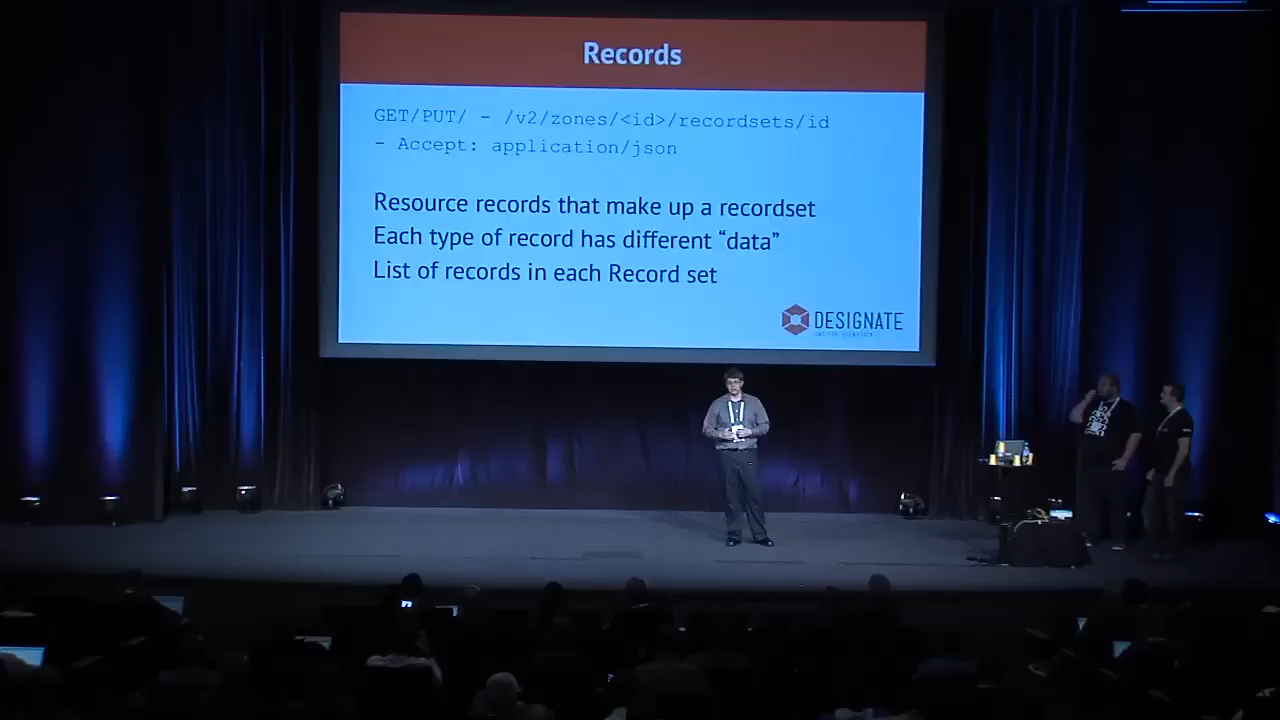 Records
GET/PUT/ - /v2/zones/<id>/recordsets/id
- Accept: application/json
Resource records that make up a recordset
Each type of record has different “data”
List of records in each Record set
DESIGNATE